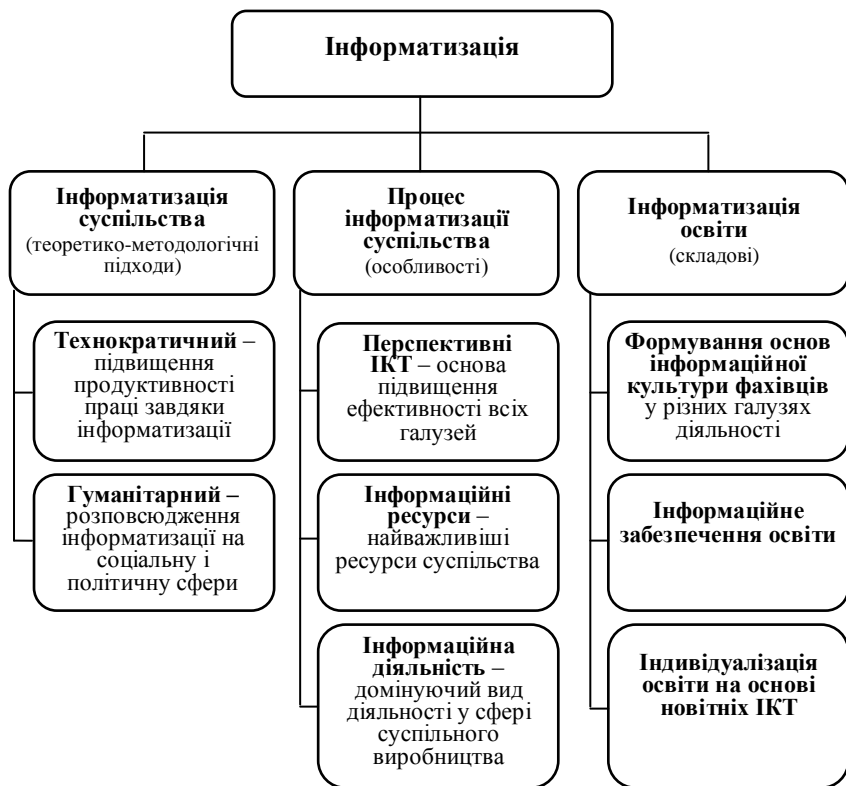 Інформатизація
Інформатизація
суспільства
(теоретико-методологічні
підходи)
Технократичний –
підвищення
продуктивності
праці завдяки
інформатизації
Гуманітарний –
розповсюдження
інформатизації на
соціальну і
політичну сфери
Процес
інформатизації
суспільства
(особливості)
Перспективні
ІКТ – основа
підвищення
ефективності всіх
галузей
Інформаційні
ресурси –
найважливіші
ресурси суспільства
Інформаційна
діяльність –
домінуючий вид
діяльності у сфері
суспільного
виробництва
Інформатизація
освіти
(складові)
Формування основ
інформаційної
культури фахівців
у різних галузях
діяльності
Інформаційне
забезпечення освіти
Індивідуалізація
освіти на основі
новітніх ІКТ